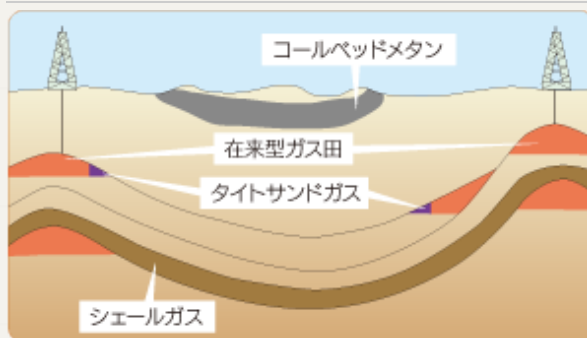 コールベッドメタン
在来型ガス田
タイトサンドガス
シェールガス